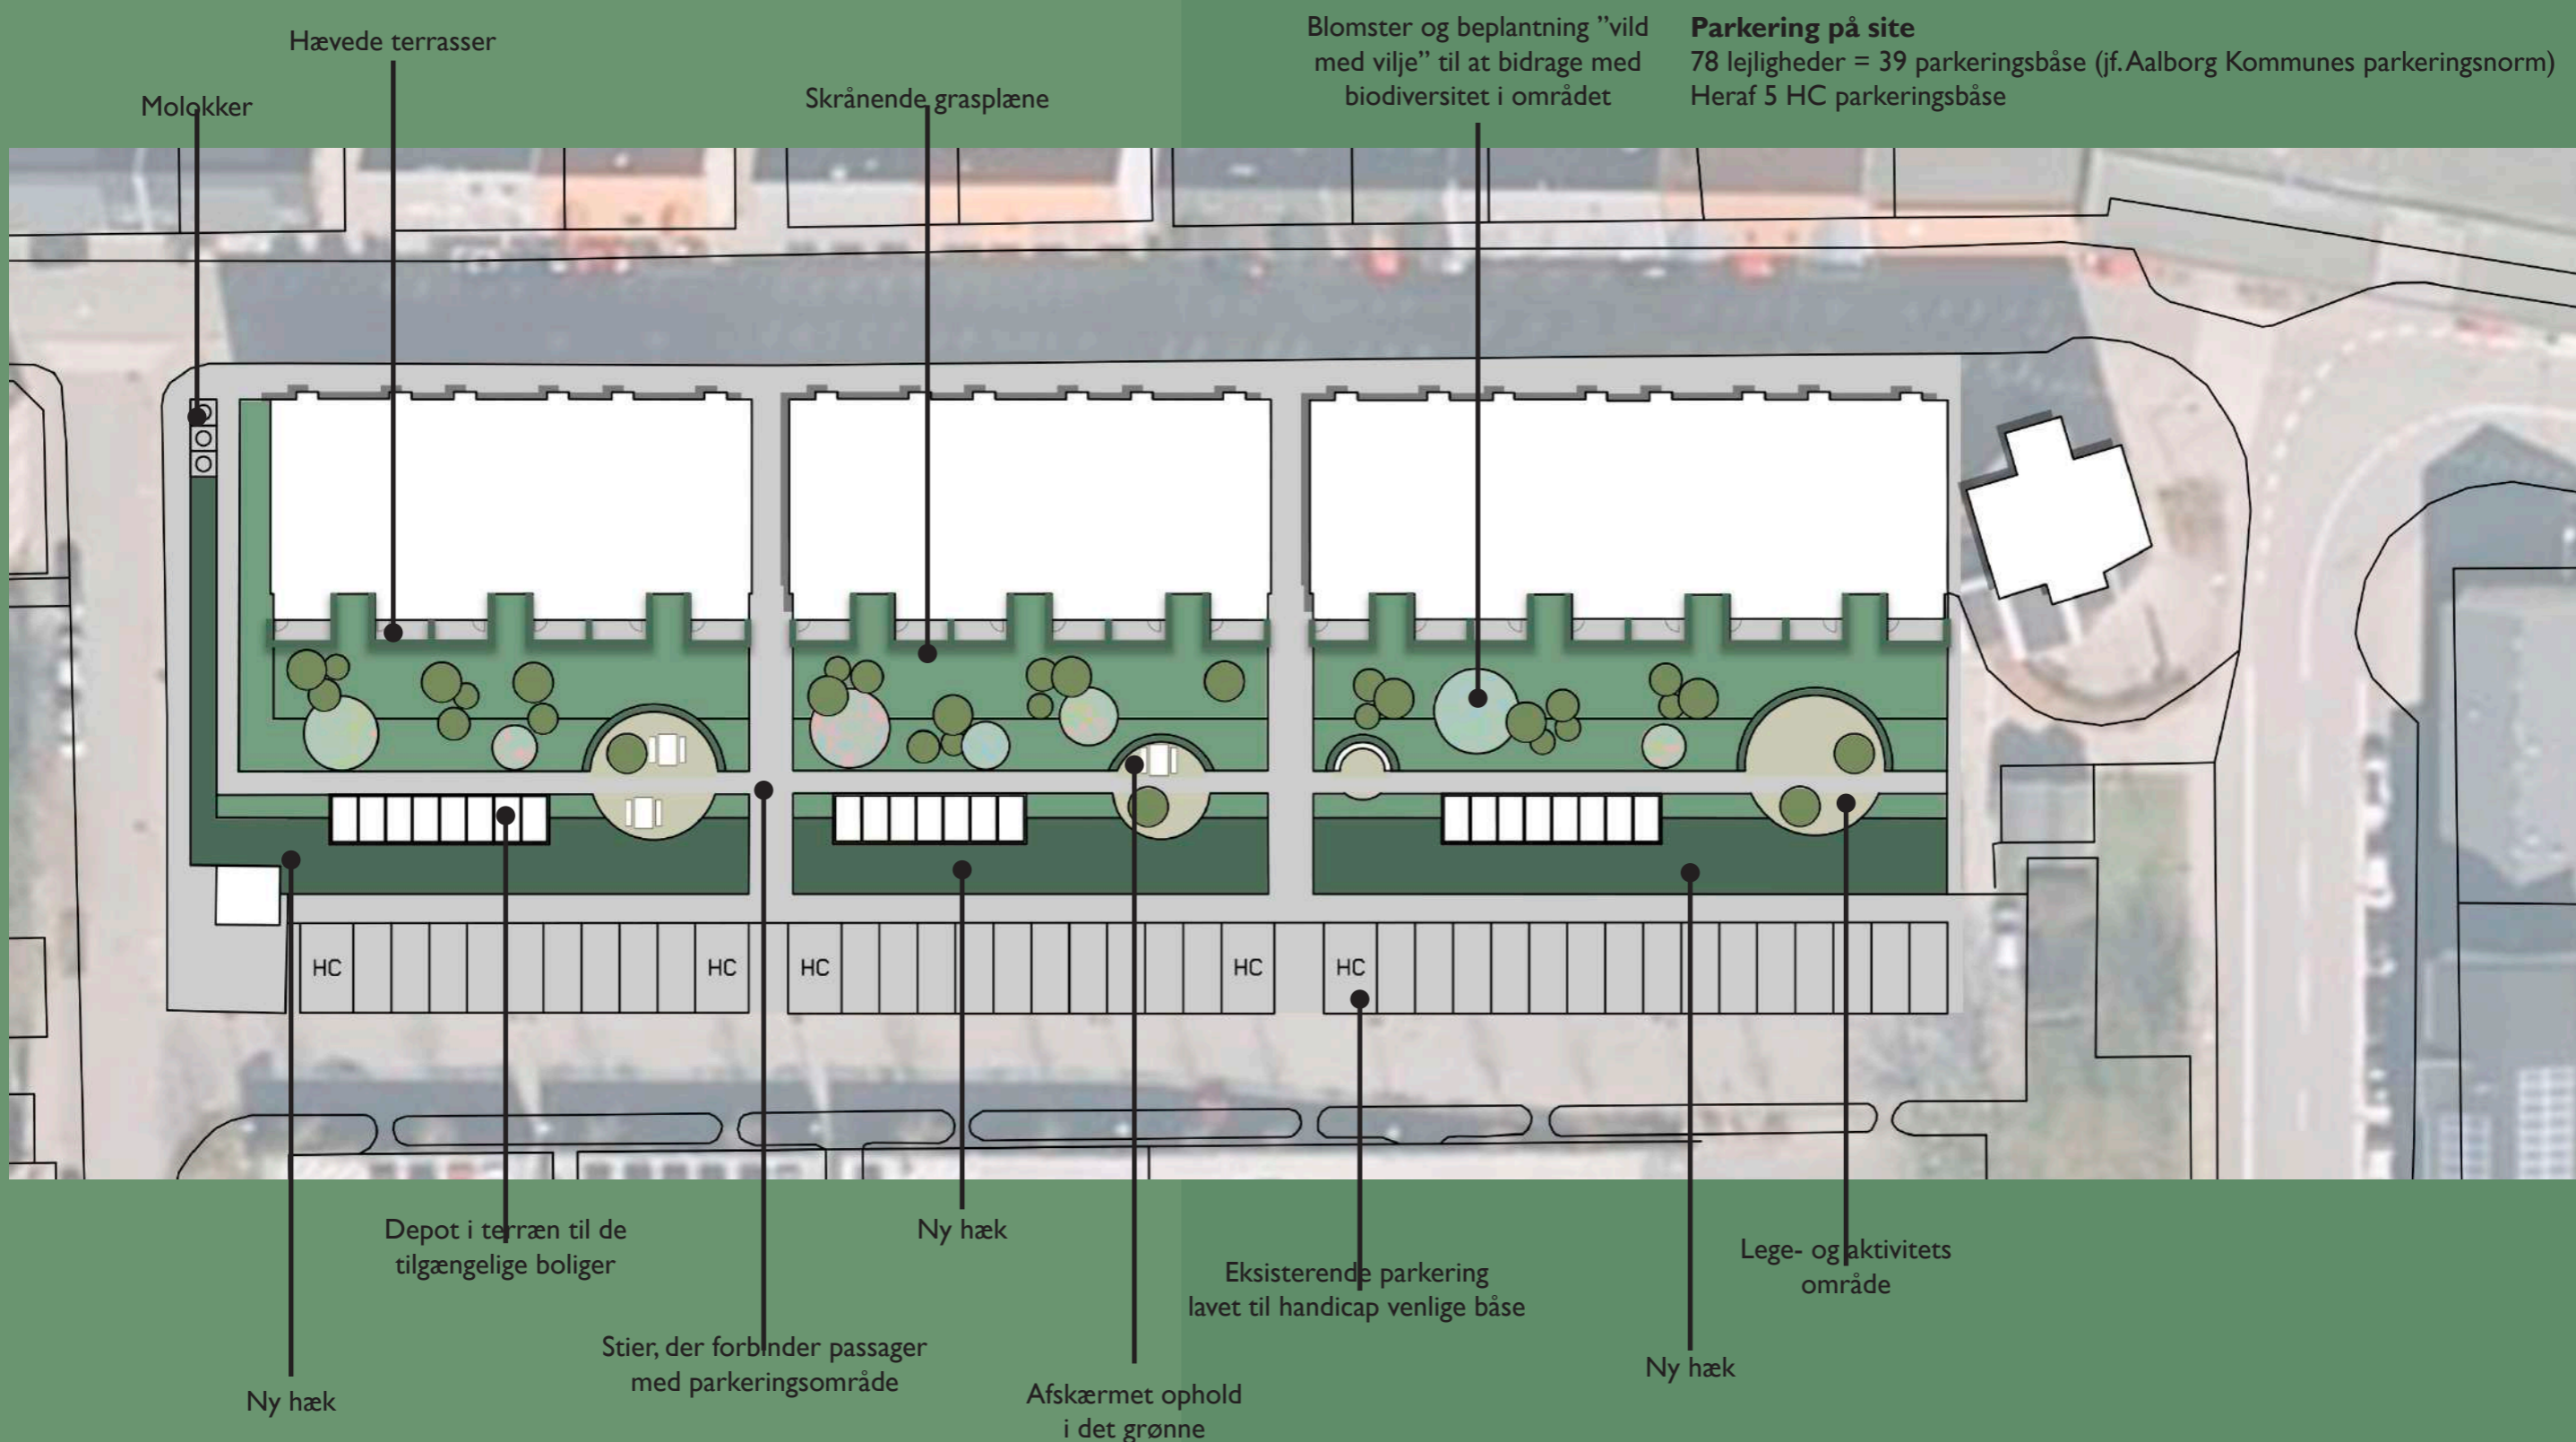 Hævede terrasser
Molokker
Skrånende grasplæne
Blomster og beplantning ”vild
med vilje” til at bidrage med
biodiversitet i området
Parkering på site
78 lejligheder = 39 parkeringsbåse (jf. Aalborg Kommunes parkeringsnorm)
Heraf 5 HC parkeringsbåse
HC
HC
HC
HC
HC
Depot i terræn til de
tilgængelige boliger
Ny hæk
Eksisterende parkering
lavet til handicap venlige båse
Lege- og aktivitets
område
Stier, der forbinder passager
med parkeringsområde
Ny hæk
Afskærmet ophold
i det grønne
Ny hæk